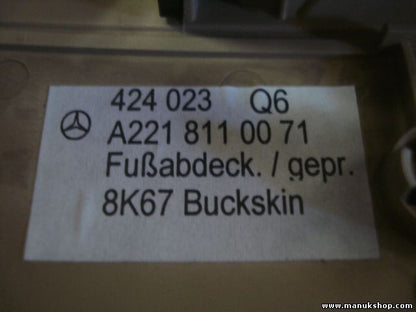 424 023 Q6
A221 811 00 71
Fußabdeck. / gepr.
8K67 Buckskin
www.manukshop.com